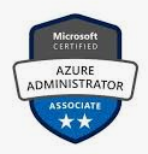 Microsoft
CERTIFIED
AZURE
ADMINISTRATOR
ASSOCIATE